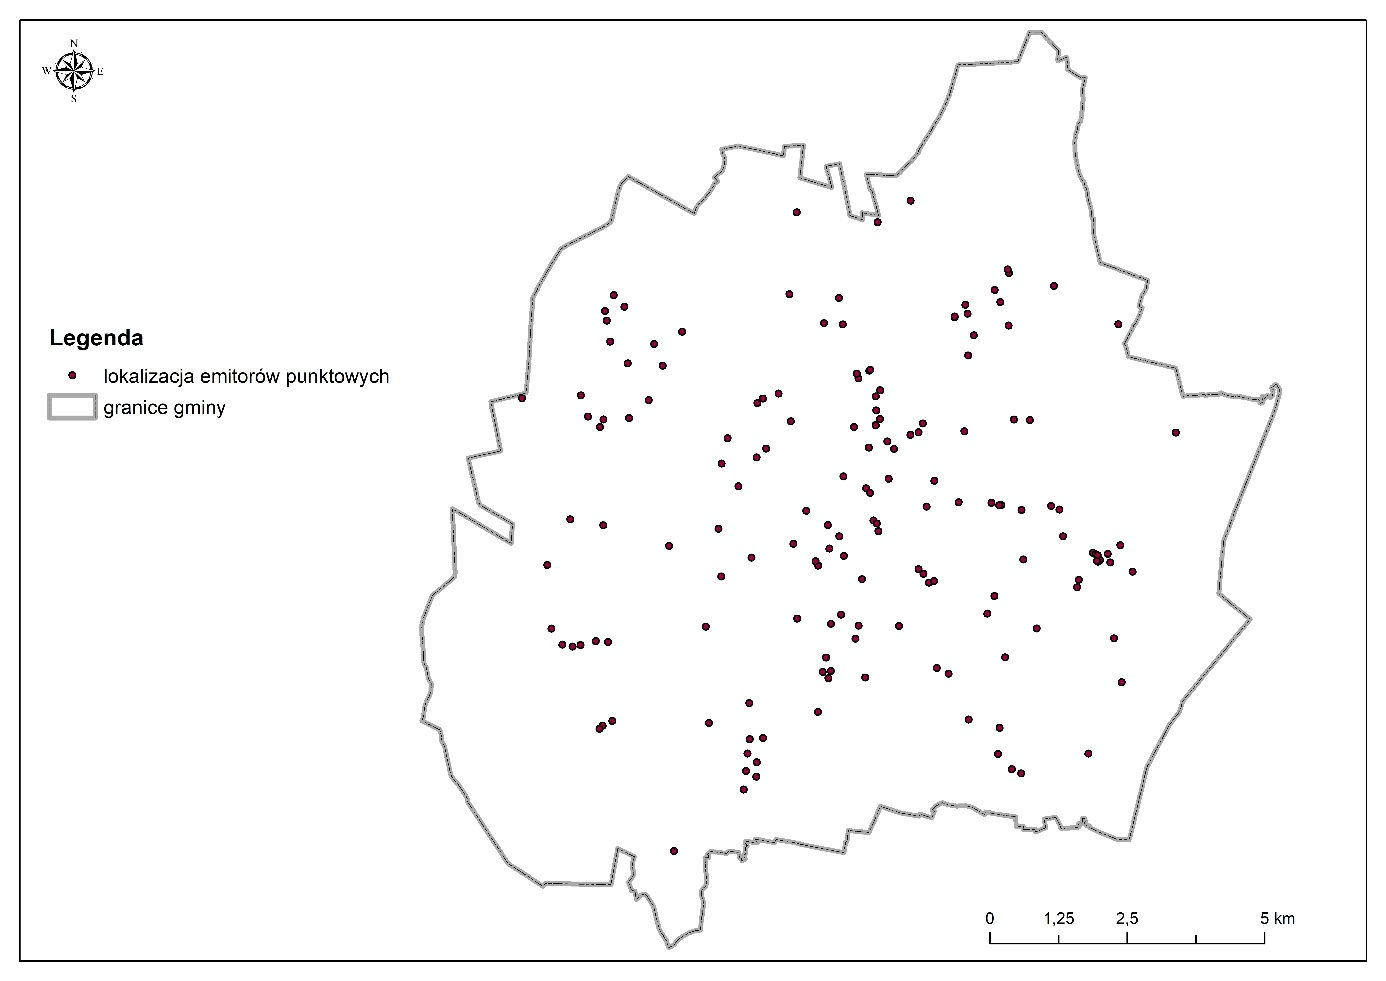 N
W E
S
Legenda
lokalizacja emitorów punktowych
granice gminy
0 1,25 2,5 5 km